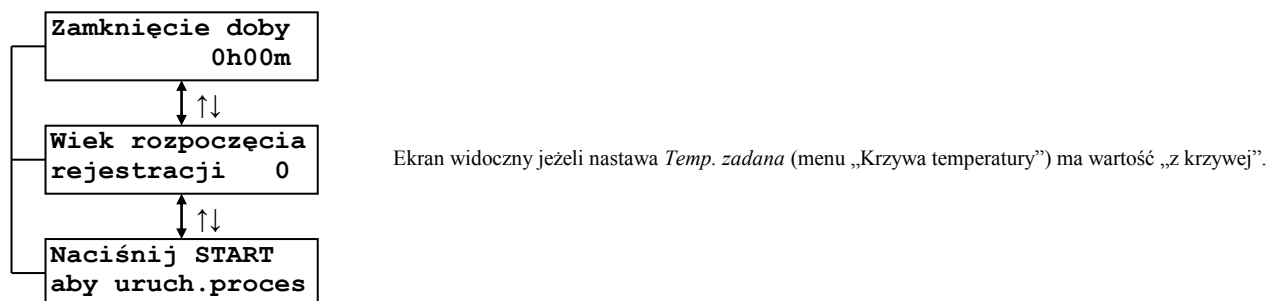 Zamknięcie doby
0h00m
↑↓
Wiek rozpoczęcia
rejestracji 0
Ekran widoczny jeżeli nastawa Temp. zadana (menu „Krzywa temperatury”) ma wartość „z krzywej”.
↑↓
Naciśnij START
aby uruch.proces